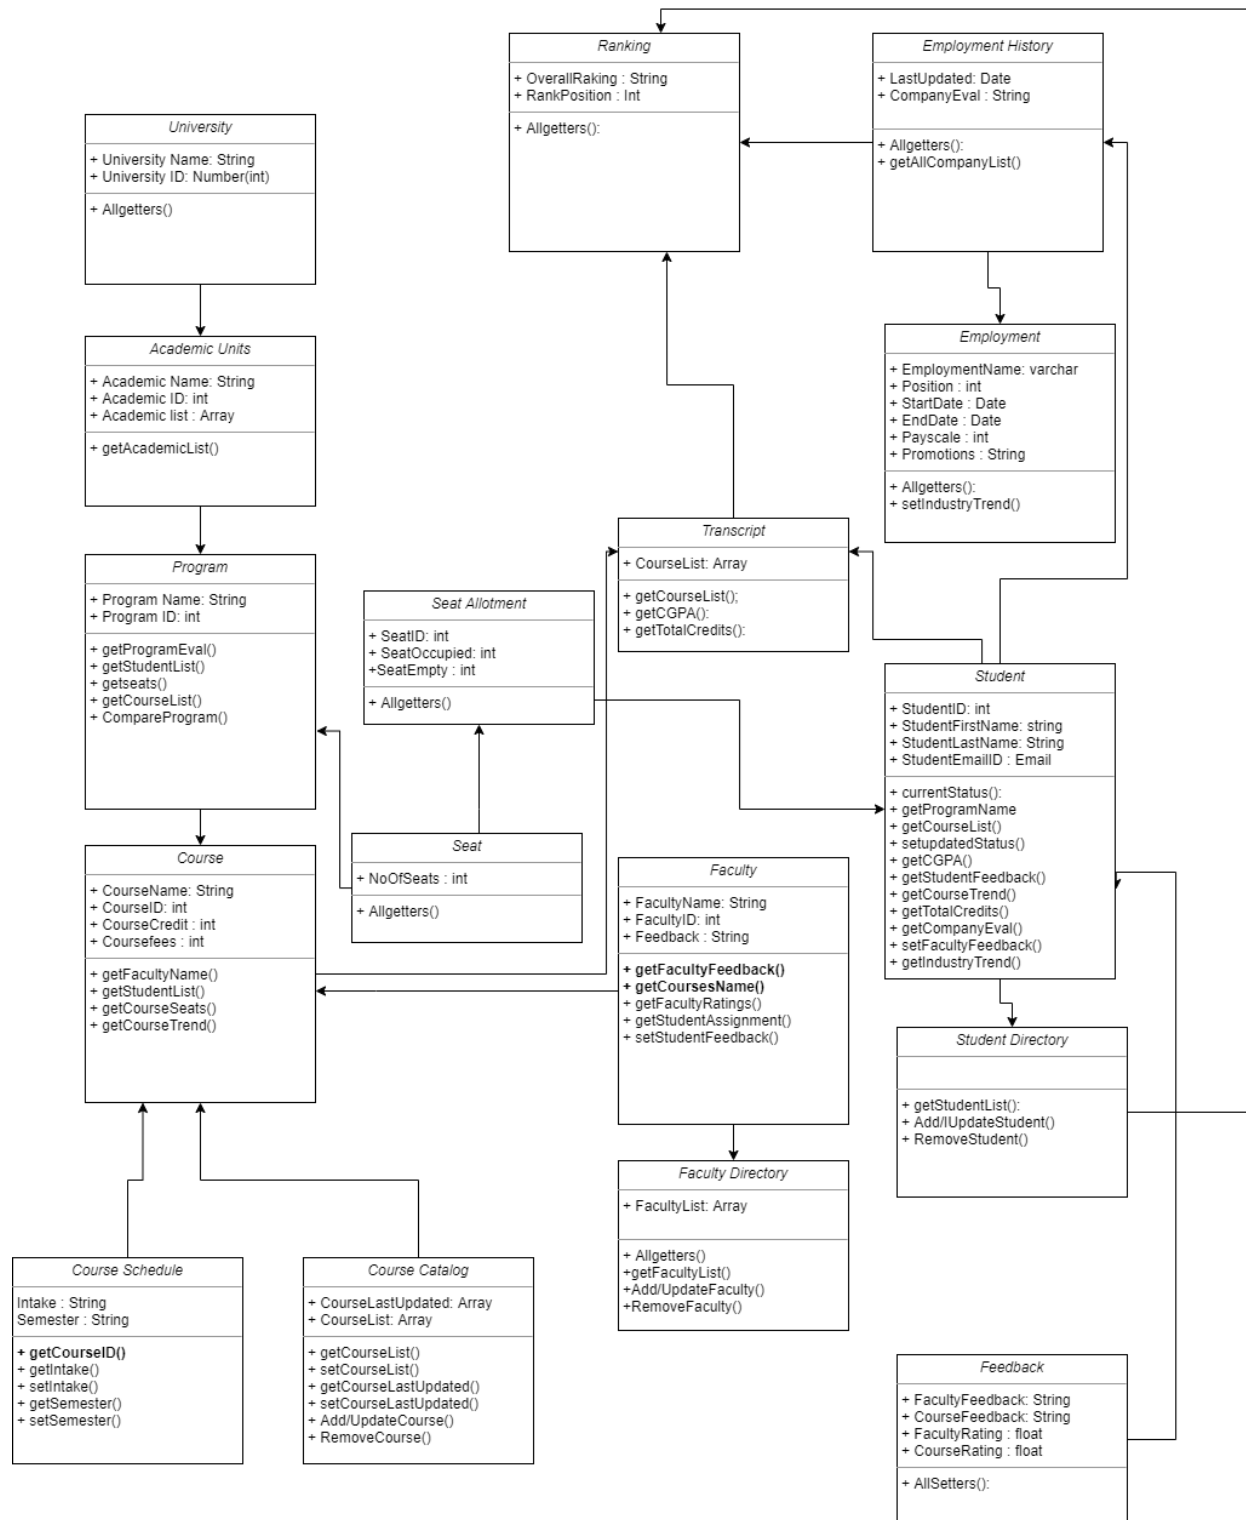 Ranking
+ OverallRaking : String
+ RankPosition : Int
+ Allgetters():
Employment History
+ LastUpdated: Date
+ CompanyEval : String
+ Allgetters():
+ getAllCompanyList()
University
+ University Name: String
+ University ID: Number(int)
+ Allgetters()
Academic Units
+ Academic Name: String
+ Academic ID: int
+ Academic list : Array
+ getAcademicList()
Employment
+ EmploymentName: varchar
+ Position : int
+ StartDate : Date
+ EndDate : Date
+ Payscale : int
+ Promotions : String
+ Allgetters():
+ setIndustryTrend()
Program
+ Program Name: String
+ Program ID: int
+ getProgramEval()
+ getStudentList()
+ getseats()
+ getCourseList()
+ CompareProgram()
Seat Allotment
+ SeatID: int
+ SeatOccupied: int
+SeatEmpty : int
+ Allgetters()
Transcript
+ CourseList: Array
+ getCourseList();
+ getCGPA():
+ getTotalCredits():
Student
+ StudentID: int
+ StudentFirstName: string
+ StudentLastName: String
+ StudentEmailID : Email
+ currentStatus():
+ getProgramName
+ getCourseList()
+ setupdatedStatus()
+ getCGPA()
+ getStudentFeedback()
+ getCourseTrend()
+ getTotalCredits()
+ getCompanyEval()
+ setFacultyFeedback()
+ getIndustryTrend()
Course
+ CourseName: String
+ CourseID: int
+ CourseCredit : int
+ Coursefees : int
+ getFacultyName()
+ getStudentList()
+ getCourseSeats()
+ getCourseTrend()
Seat
+ NoOfSeats : int
+ Allgetters()
Faculty
+ FacultyName: String
+ FacultyID: int
+ Feedback : String
+ getFacultyFeedback()
+ getCoursesName()
+ getFacultyRatings()
+ getStudentAssignment()
+ setStudentFeedback()
Student Directory
+ getStudentList():
+ Add/IUpdateStudent()
+ RemoveStudent()
Faculty Directory
+ FacultyList: Array
+ Allgetters()
+getFacultyList()
+Add/UpdateFaculty()
+RemoveFaculty()
Course Schedule
Intake : String
Semester : String
+ getCourseID()
+ getIntake()
+ setIntake()
+ getSemester()
+ setSemester()
Course Catalog
+ CourseLastUpdated: Array
+ CourseList: Array
+ getCourseList()
+ setCourseList()
+ getCourseLastUpdated()
+ setCourseLastUpdated()
+ Add/UpdateCourse()
+ RemoveCourse()
Feedback
+ FacultyFeedback: String
+ CourseFeedback: String
+ FacultyRating : float
+ CourseRating : float
+ AllSetters():